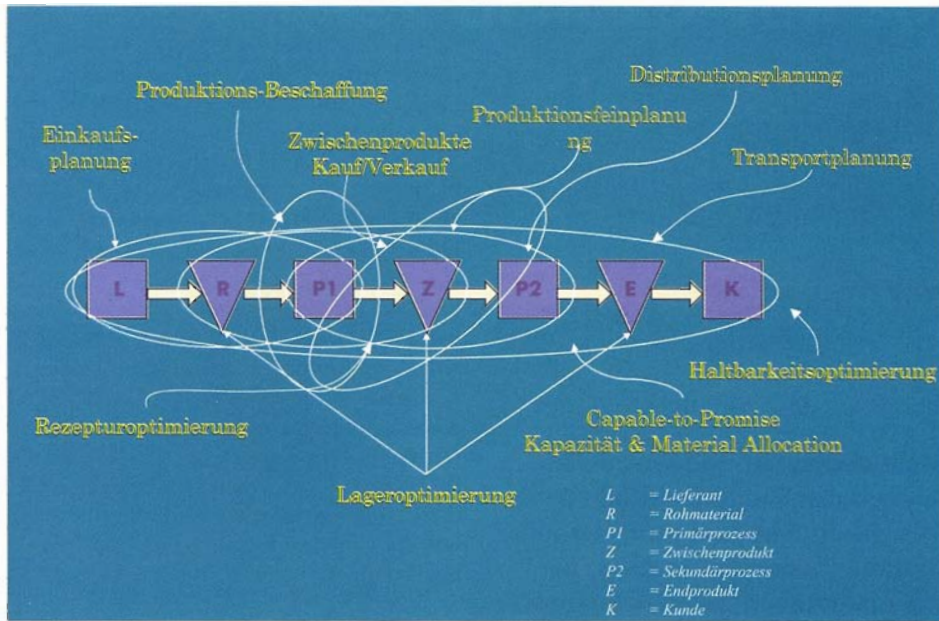 Distributionsplanung
Produktions-Beschaffung
Produktionsfeinplanu
ng
Einkaufs-
planung
Zwischenprodukte
Kauf/Verkauf
Transportplanung
L
R
P1
Z
P2
E
K
Haltbarkeitsoptimierung
Rezepturoptimierung
Capable-to-Promise
Kapazität & Material Allocation
Lageroptimierung
L = Lieferant
R = Rohmaterial
P1 = Primärprozess
Z = Zwischenprodukt
P2 = Sekundärprozess
E = Endprodukt
K = Kunde